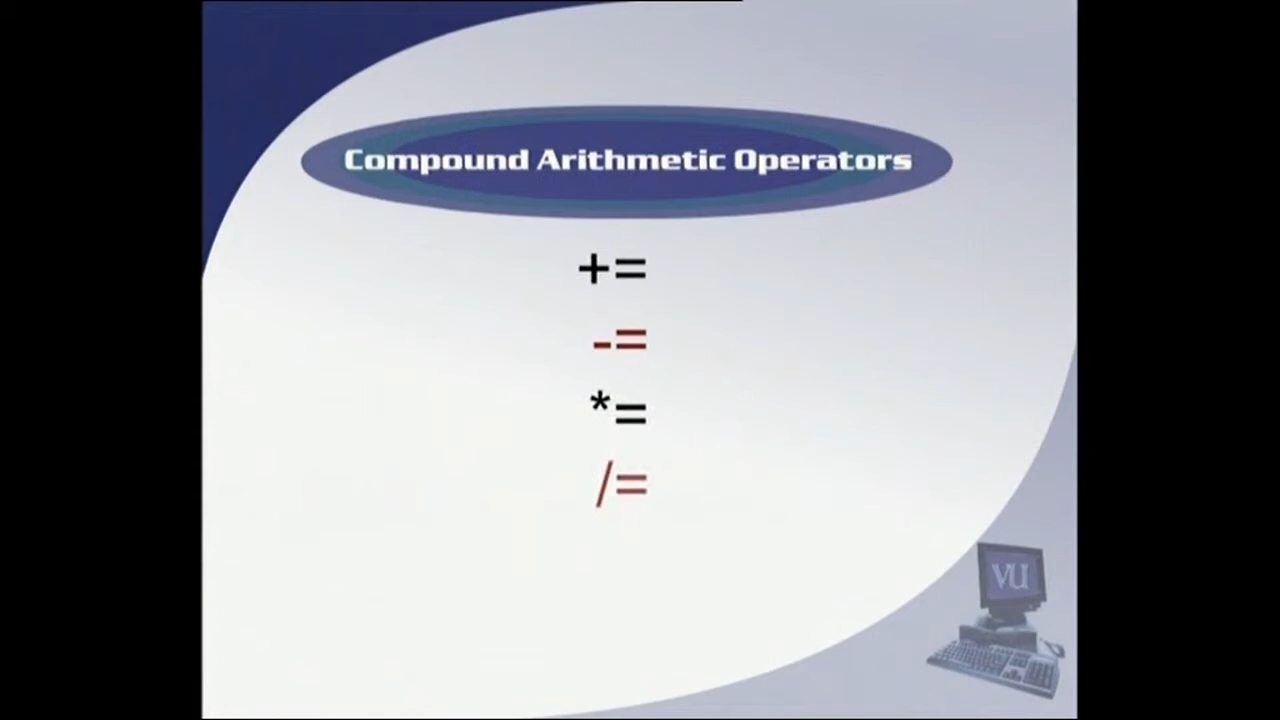 Compound Arithmetic Operators
+=
-=
*=
/=
VU